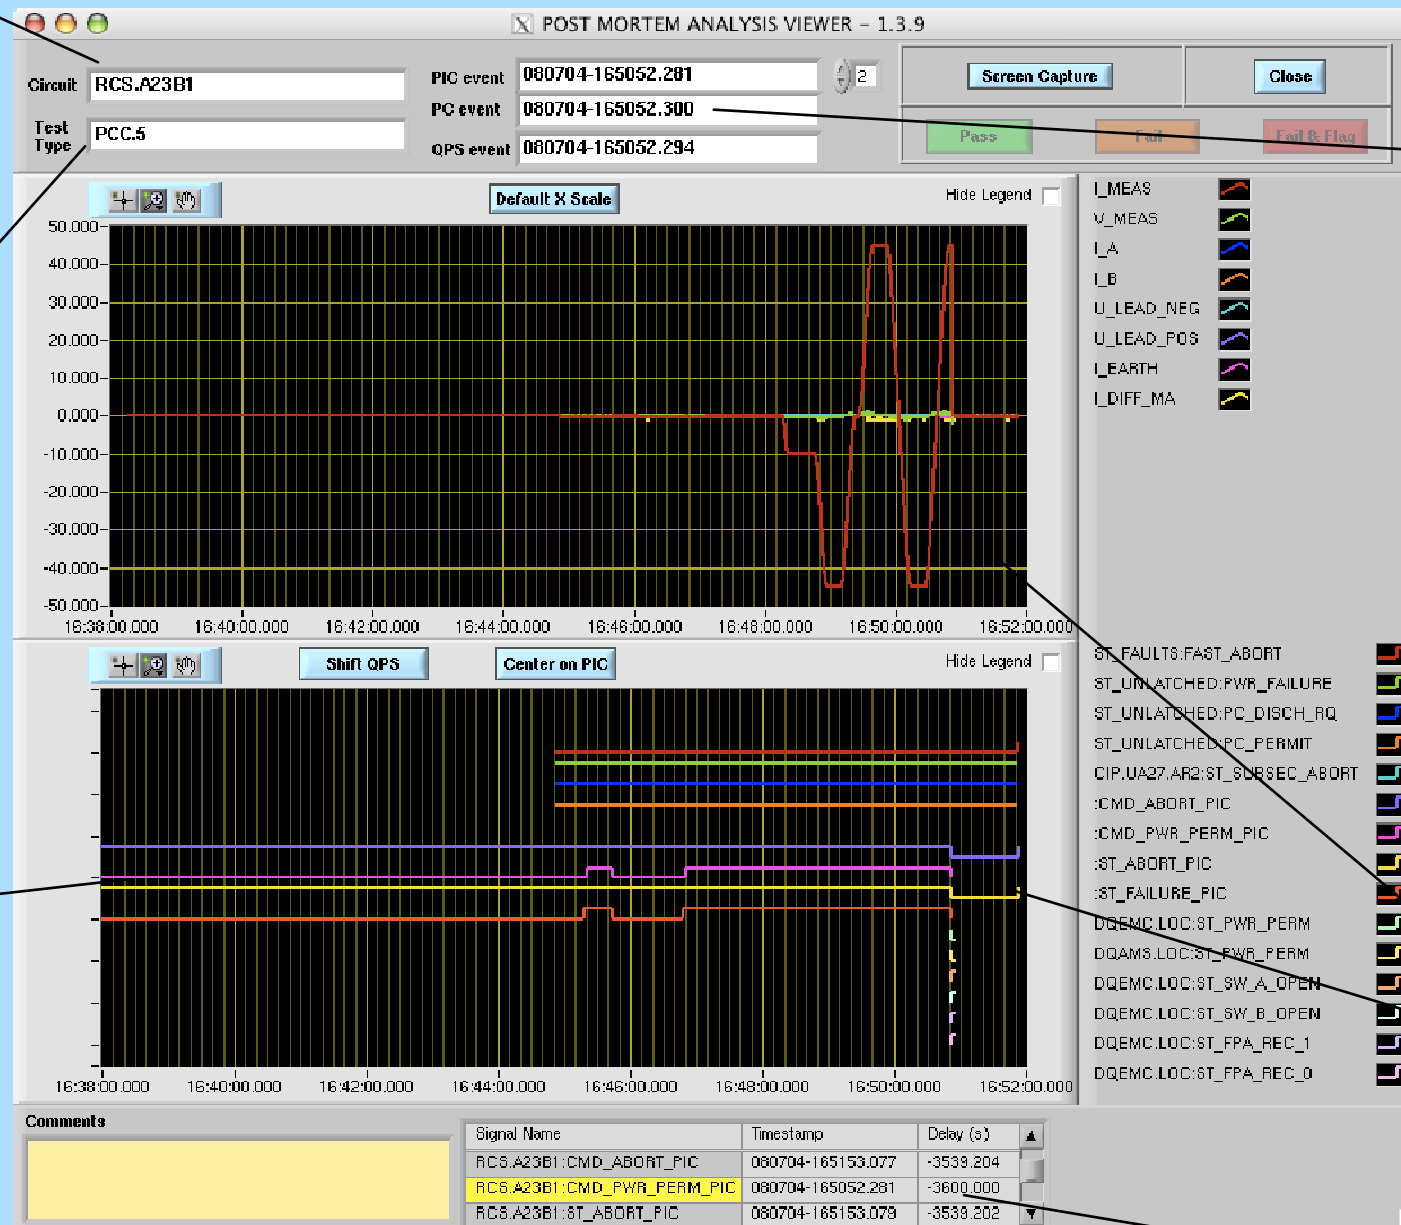 POST MORTEM ANALYSIS VIEWER - 1.3.9
Circuit RCS.A23B1
Test Type PCC.5
PIC event 080704-165052.281 2
PC event 080704-165052.300
QPS event 080704-165052.294
Screen Capture Close
Pass Fail Fail & Flag
Default X Scale Hide Legend
50.000
40.000
30.000
20.000
10.000
0.000
-10.000
-20.000
-30.000
-40.000
-50.000
16:38:00.000 16:40:00.000 16:42:00.000 16:44:00.000 16:46:00.000 16:48:00.000 16:50:00.000 16:52:00.000
I_MEAS
V_MEAS
I_A
I_B
U_LEAD_NEG
U_LEAD_POS
I_EARTH
I_DIFF_MA
Shift QPS Center on PIC Hide Legend
16:38:00.000 16:40:00.000 16:42:00.000 16:44:00.000 16:46:00.000 16:48:00.000 16:50:00.000 16:52:00.000
ST_FAULTS:FAST_ABORT
ST_UNLATCHED:PWR_FAILURE
ST_UNLATCHED:PC_DISCH_RQ
ST_UNLATCHED:PC_PERMIT
CIP.UA27.AR2:ST_SUBSEC_ABORT
:CMD_ABORT_PIC
:CMD_PWR_PERM_PIC
:ST_ABORT_PIC
:ST_FAILURE_PIC
DQEMC.LOC:ST_PWR_PERM
DQAMS.LOC:ST_PWR_PERM
DQEMC.LOC:ST_SW_A_OPEN
DQEMC.LOC:ST_SW_B_OPEN
DQEMC.LOC:ST_FPA_REC_1
DQEMC.LOC:ST_FPA_REC_0
Comments
Signal Name Timestamp Delay (s)
RCS.A23B1:CMD_ABORT_PIC 080704-165153.077 -3539.204
RCS.A23B1:CMD_PWR_PERM_PIC 080704-165052.281 -3600.000
RCS.A23B1:ST_ABORT_PIC 080704-165153.079 -3539.202